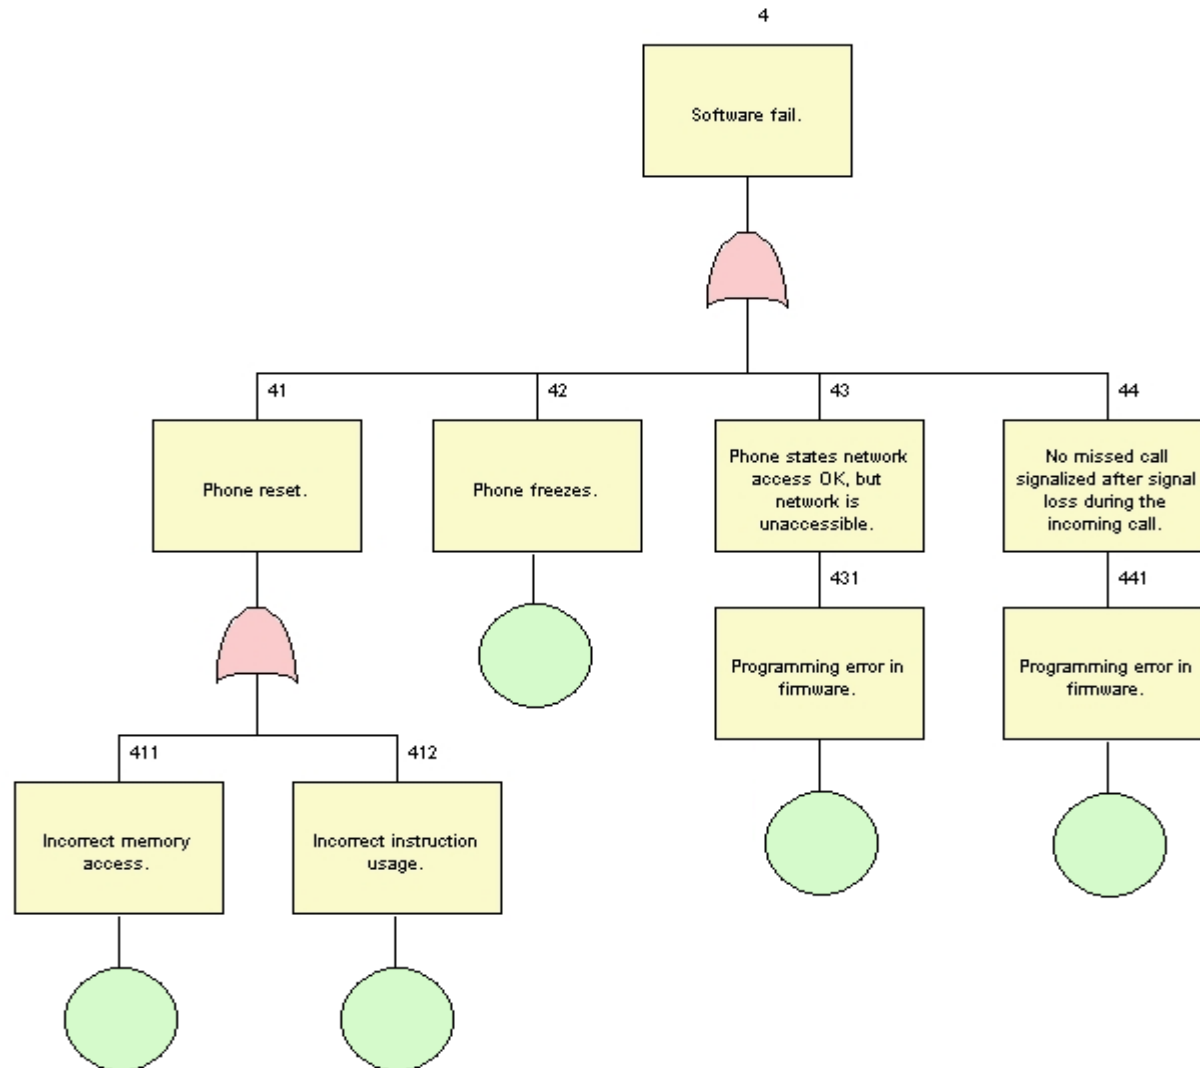 4
Software fail.
41
42
43
44
Phone reset.
Phone freezes.
Phone states network
access OK, but
network is
unaccessible.
No missed call
signalized after signal
loss during the
incoming call.
431
441
Programming error in
firmware.
Programming error in
firmware.
411
412
Incorrect memory
access.
Incorrect instruction
usage.